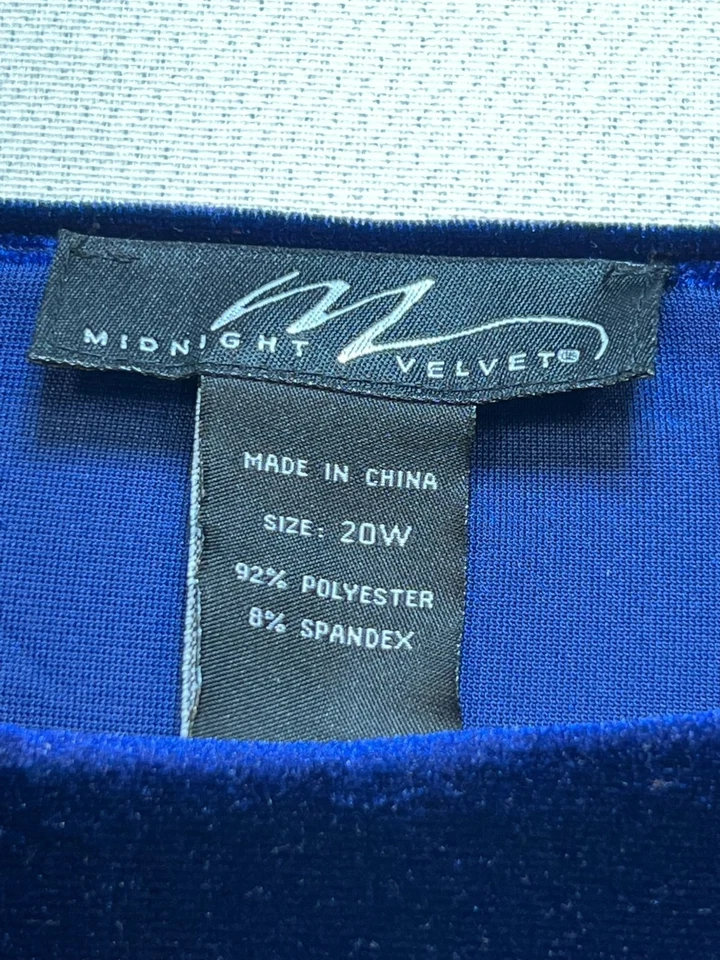 MIDNIGHT VELVET
MADE IN CHINA
SIZE: 20W
92% POLYESTER
8% SPANDEX